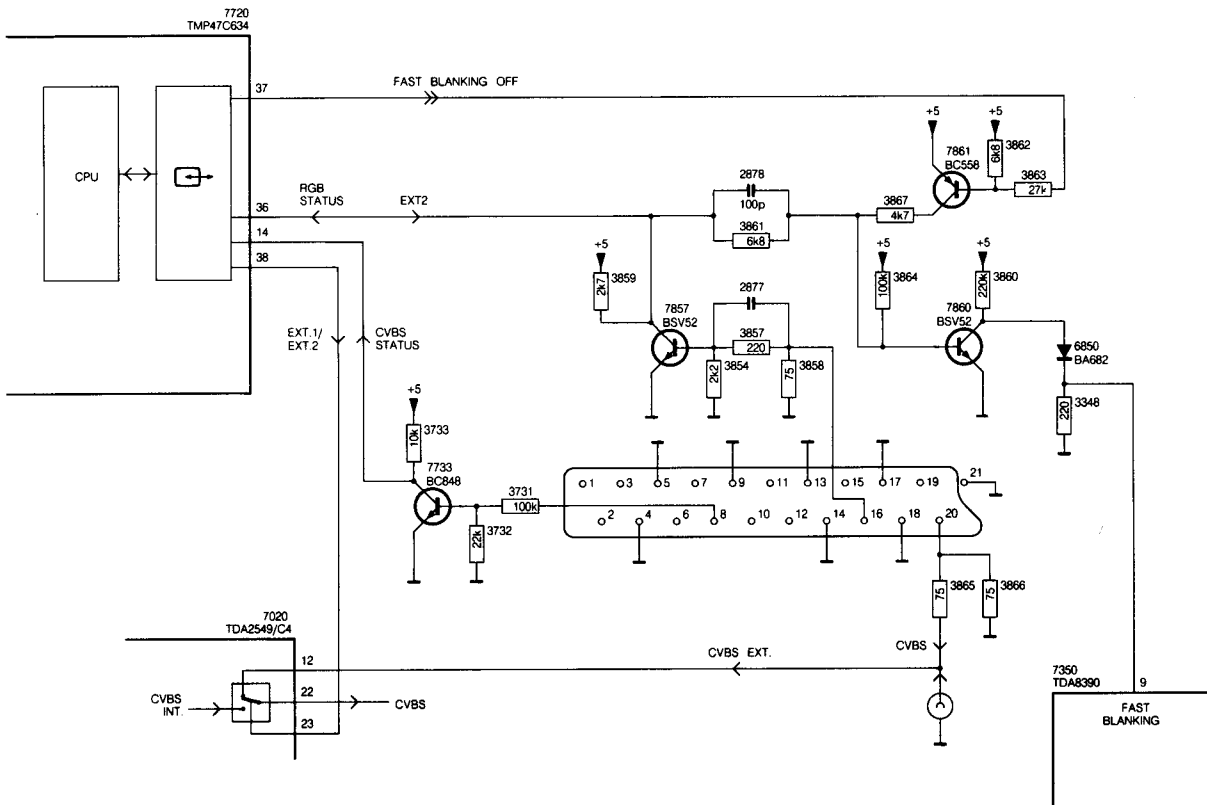 7720
TMP47C634
37
FAST BLANKING OFF
CPU
36
RGB
STATUS
EXT2
14
38
EXT.1/
EXT.2
CVBS
STATUS
+5
7861
BC558
+5
6k8
3862
3863
27k
2878
100p
3861
6k8
3867
4k7
+5
2k7
3859
7857
BSV52
2877
3857
220
2k2
3854
75
3858
+5
100k
3864
7860
BSV52
+5
220k
3860
6850
BA682
220
3348
+5
10k
3733
7733
BC848
3731
100k
22k
3732
1
3
5
7
9
11
13
15
17
19
21
2
4
6
8
10
12
14
16
18
20
75
3865
75
3866
CVBS
7020
TDA2549/C4
12
CVBS EXT.
CVBS
INT.
22
CVBS
23
7350
TDA8390
9
FAST
BLANKING